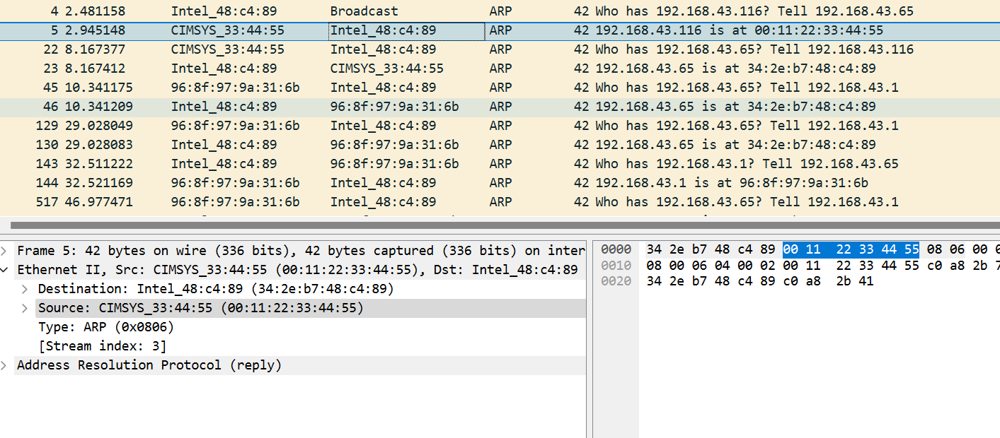 4 2.481158 Intel_48:c4:89 Broadcast ARP 42 Who has 192.168.43.116? Tell 192.168.43.65
5 2.945148 CIMSYS_33:44:55 Intel_48:c4:89 ARP 42 192.168.43.116 is at 00:11:22:33:44:55
22 8.167377 CIMSYS_33:44:55 Intel_48:c4:89 ARP 42 Who has 192.168.43.65? Tell 192.168.43.116
23 8.167412 Intel_48:c4:89 CIMSYS_33:44:55 ARP 42 192.168.43.65 is at 34:2e:b7:48:c4:89
45 10.341175 96:8f:97:9a:31:6b Intel_48:c4:89 ARP 42 Who has 192.168.43.65? Tell 192.168.43.1
46 10.341209 Intel_48:c4:89 96:8f:97:9a:31:6b ARP 42 192.168.43.65 is at 34:2e:b7:48:c4:89
129 29.028049 96:8f:97:9a:31:6b Intel_48:c4:89 ARP 42 Who has 192.168.43.65? Tell 192.168.43.1
130 29.028083 Intel_48:c4:89 96:8f:97:9a:31:6b ARP 42 192.168.43.65 is at 34:2e:b7:48:c4:89
143 32.511222 Intel_48:c4:89 96:8f:97:9a:31:6b ARP 42 Who has 192.168.43.1? Tell 192.168.43.65
144 32.521169 96:8f:97:9a:31:6b Intel_48:c4:89 ARP 42 192.168.43.1 is at 96:8f:97:9a:31:6b
517 46.977471 96:8f:97:9a:31:6b Intel_48:c4:89 ARP 42 Who has 192.168.43.65? Tell 192.168.43.1
Frame 5: 42 bytes on wire (336 bits), 42 bytes captured (336 bits) on inter
Ethernet II, Src: CIMSYS_33:44:55 (00:11:22:33:44:55), Dst: Intel_48:c4:89
Destination: Intel_48:c4:89 (34:2e:b7:48:c4:89)
Source: CIMSYS_33:44:55 (00:11:22:33:44:55)
Type: ARP (0x0806)
[Stream index: 3]
Address Resolution Protocol (reply)
0000 34 2e b7 48 c4 89 00 11 22 33 44 55 08 06 00 0
0010 08 00 06 04 00 02 00 11 22 33 44 55 c0 a8 2b 7
0020 34 2e b7 48 c4 89 c0 a8 2b 41